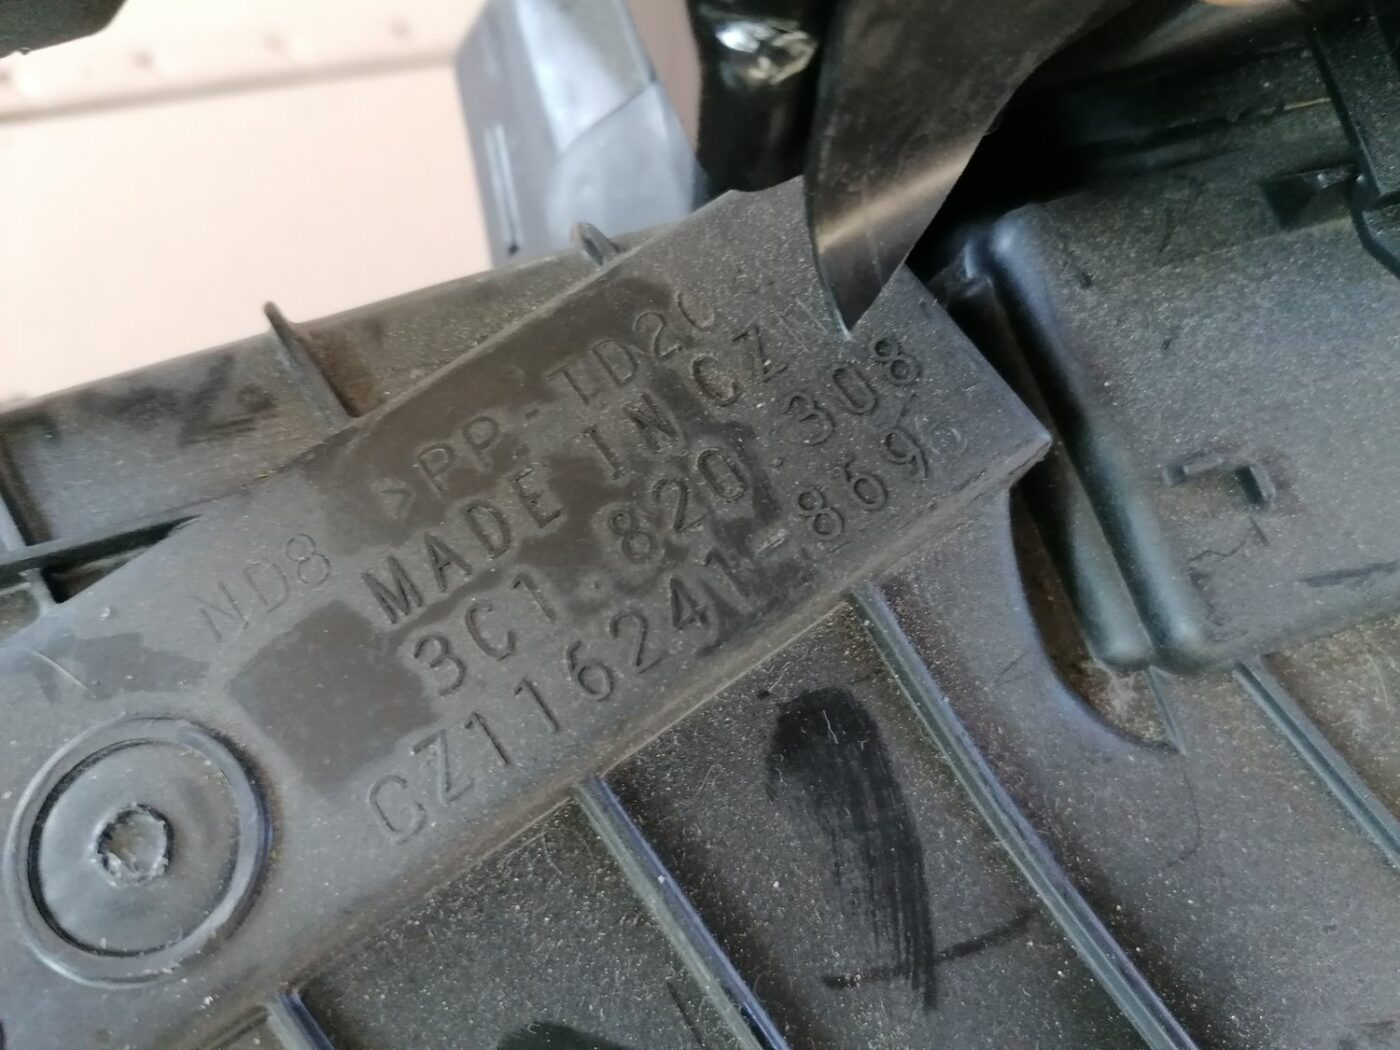 >PP-TD20
ND8
MADE IN CZ
3C1.820.308
CZ116241-8695